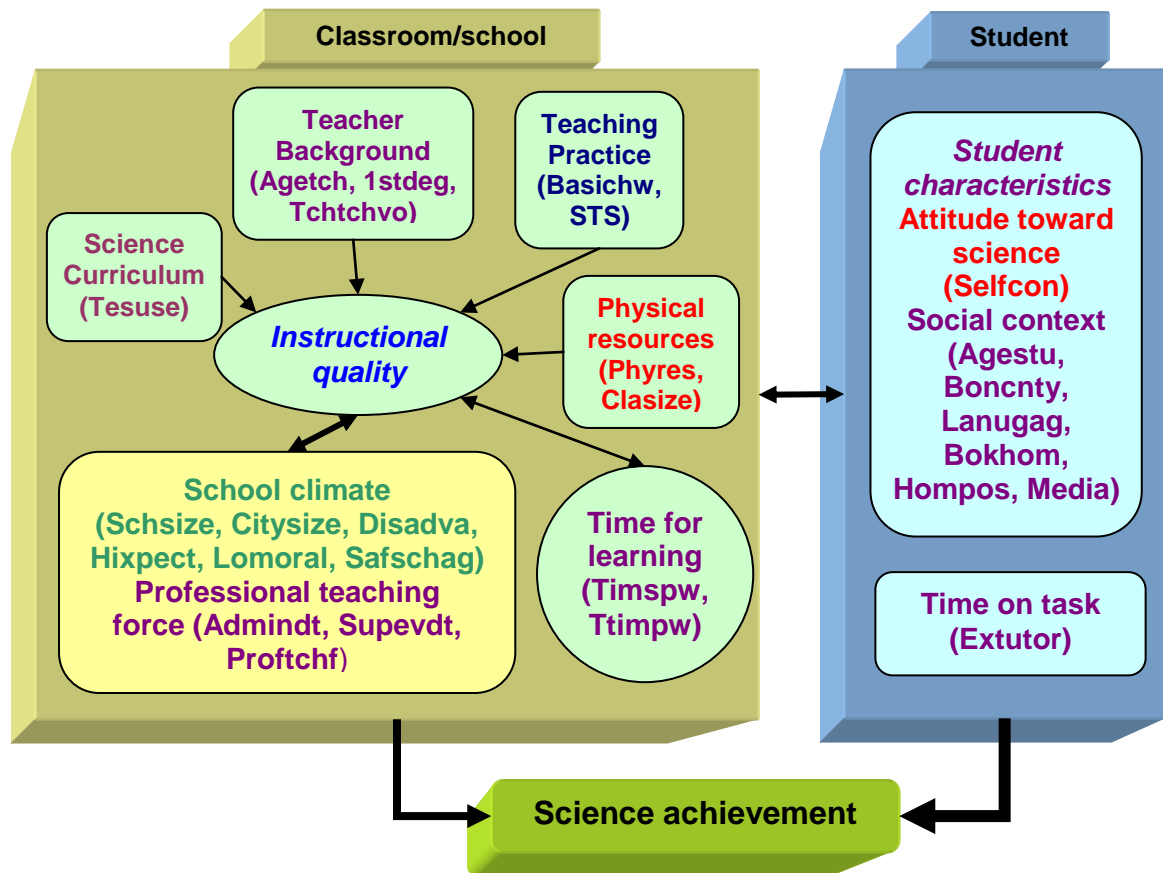 Classroom/school
Teacher
Background
(Agetch, 1stdeg,
Tchtchvo)
Teaching
Practice
(Basichw,
STS)
Science
Curriculum
(Tesuse)
Instructional
quality
Physical
resources
(Phyres,
Clasize)
School climate
(Schsize, Citysize, Disadva,
Hixpect, Lomoral, Safschag)
Professional teaching
force (Admindt, Supevdt,
Proftchf)
Time for
learning
(Timspw,
Ttimpw)
Student
Student
characteristics
Attitude toward
science
(Selfcon)
Social context
(Agestu,
Boncnty,
Lanugag,
Bokhom,
Hompos, Media)
Time on task
(Extutor)
Science achievement